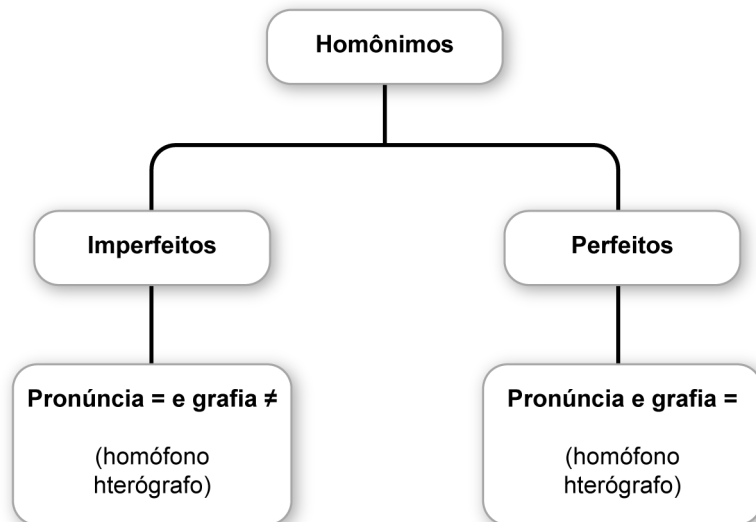 Homônimos
Imperfeitos
Perfeitos
Pronúncia = e grafia ≠
(homófono
hterógrafo)
Pronúncia e grafia =
(homófono
hterógrafo)